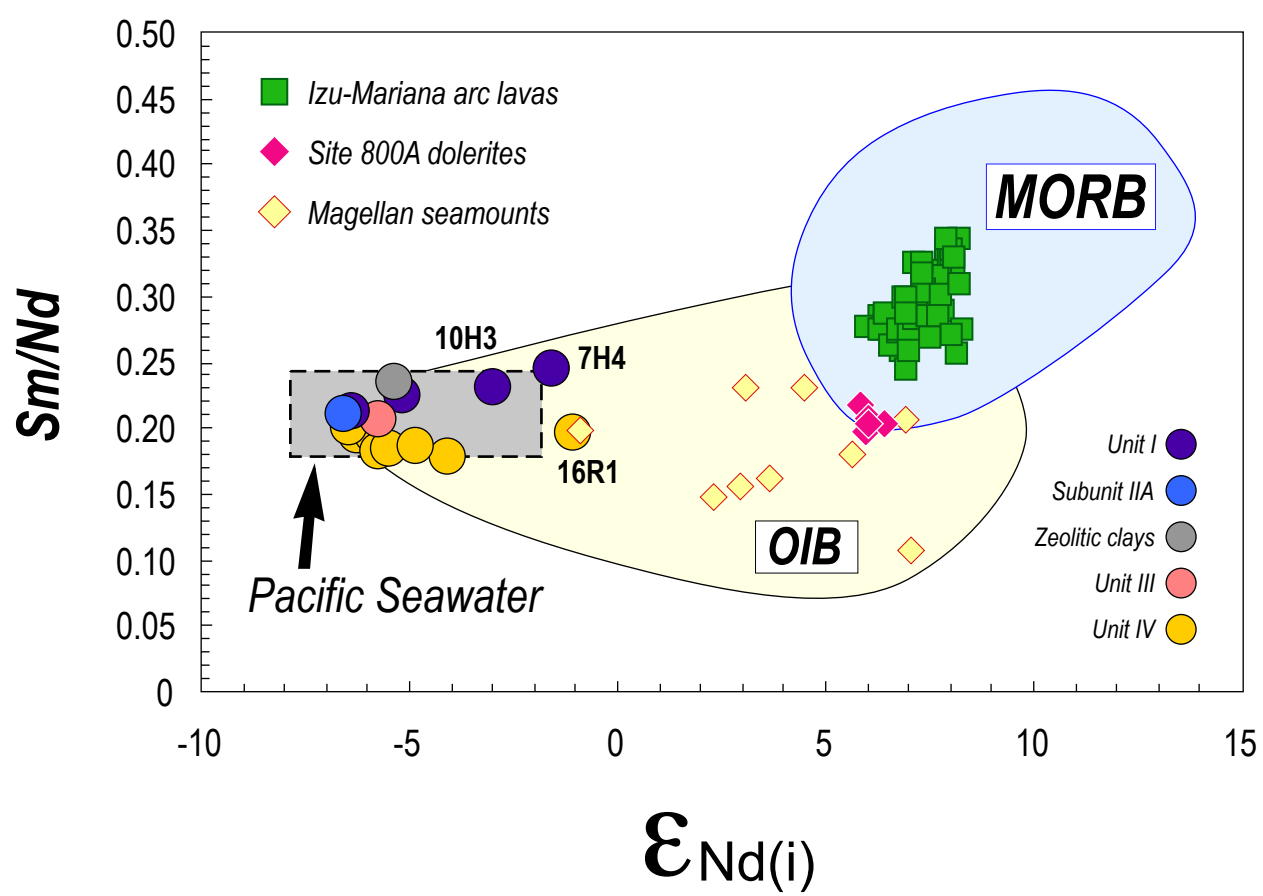 0.50
0.45
0.40
0.35
0.30
0.25
0.20
0.15
0.10
0.05
0
Sm/Nd
Izu-Mariana arc lavas
Site 800A dolerites
Magellan seamounts
MORB
10H3
7H4
16R1
OIB
Pacific Seawater
Unit I
Subunit IIA
Zeolitic clays
Unit III
Unit IV
-10 -5 0 5 10 15
εNd(i)